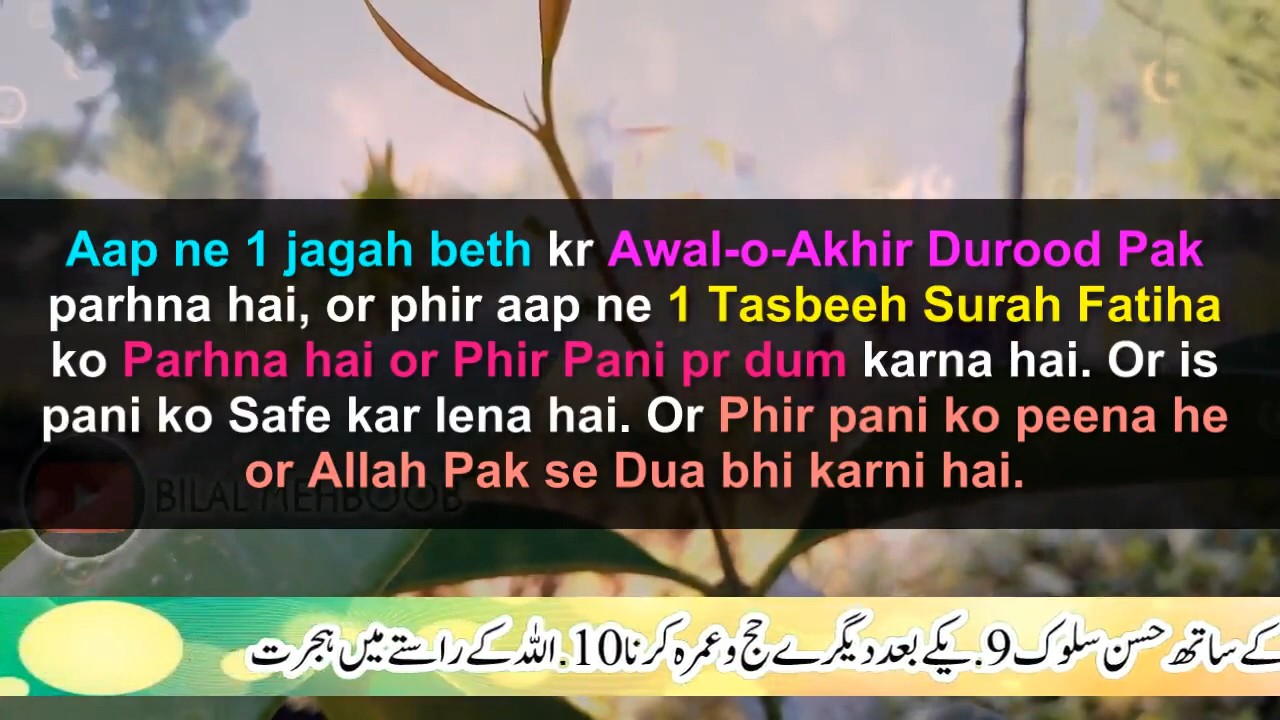 Aap ne 1 jagah beth kr Awal-o-Akhir Durood Pak
parhna hai, or phir aap ne 1 Tasbeeh Surah Fatiha
ko Parhna hai or Phir Pani pr dum karna hai. Or is
pani ko Safe kar lena hai. Or Phir pani ko peena he
or Allah Pak se Dua bhi karni hai.
BILAL MEHBOOB
کے ساتھ حسن سلوک 9. یکے بعد دیگرے حج و عمرہ کرنا 10. اللہ کے راستے میں ہجرت